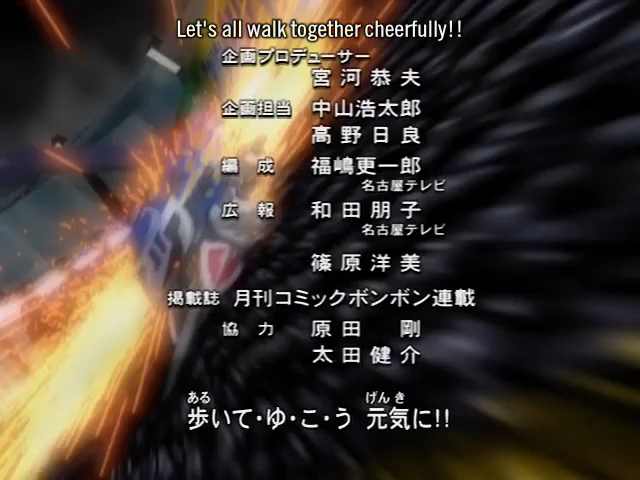 Let's all walk together cheerfully!!
企画プロデューサー
宮河恭夫
企画担当 中山浩太郎
高野日良
編成 福嶋更一郎
名古屋テレビ
広報 和田朋子
名古屋テレビ
篠原洋美
掲載誌 月刊コミックボンボン連載
協力 原田 剛
太田健介
ある げんき
歩いて・ゆ・こ・う 元気に!!